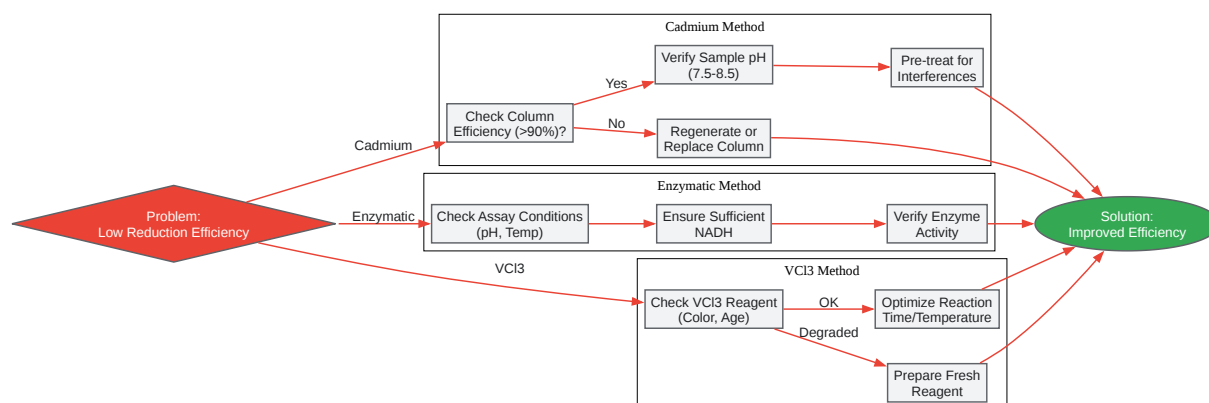 Problem:
Low Reduction Efficiency
Cadmium
Enzymatic
VCl3
Cadmium Method
Check Column
Efficiency (>90%)?
Yes
No
Verify Sample pH
(7.5-8.5)
Pre-treat for
Interferences
Regenerate or
Replace Column
Enzymatic Method
Check Assay Conditions
(pH, Temp)
Ensure Sufficient
NADH
Verify Enzyme
Activity
VCl3 Method
Check VCl3 Reagent
(Color, Age)
OK
Degraded
Optimize Reaction
Time/Temperature
Prepare Fresh
Reagent
Solution:
Improved Efficiency